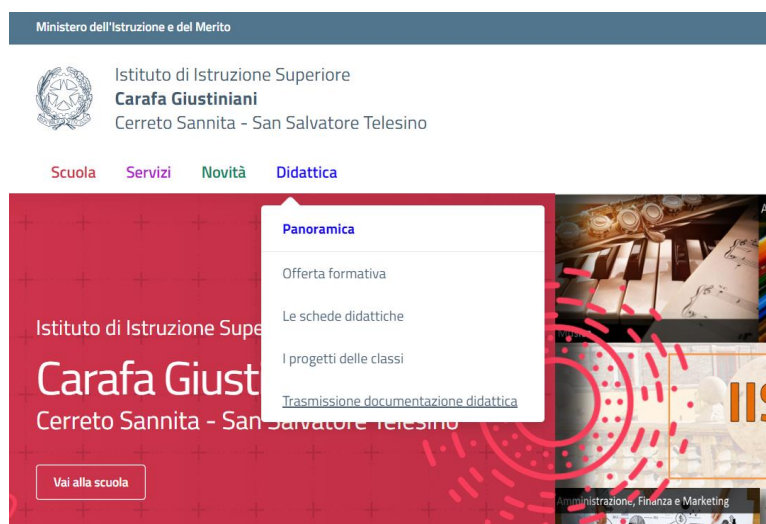 Ministero dell'Istruzione e del Merito
Istituto di Istruzione Superiore
Carafa Giustiniani
Cerreto Sannita - San Salvatore Telesino
Scuola Servizi Novità Didattica
Panoramica
Offerta formativa
Le schede didattiche
I progetti delle classi
Trasmissione documentazione didattica
Istituto di Istruzione Supe
Carafa Giust
Cerreto Sannita - San Salvatore Telesino
Vai alla scuola
A
IIS
Amministrazione, Finanza e Marketing